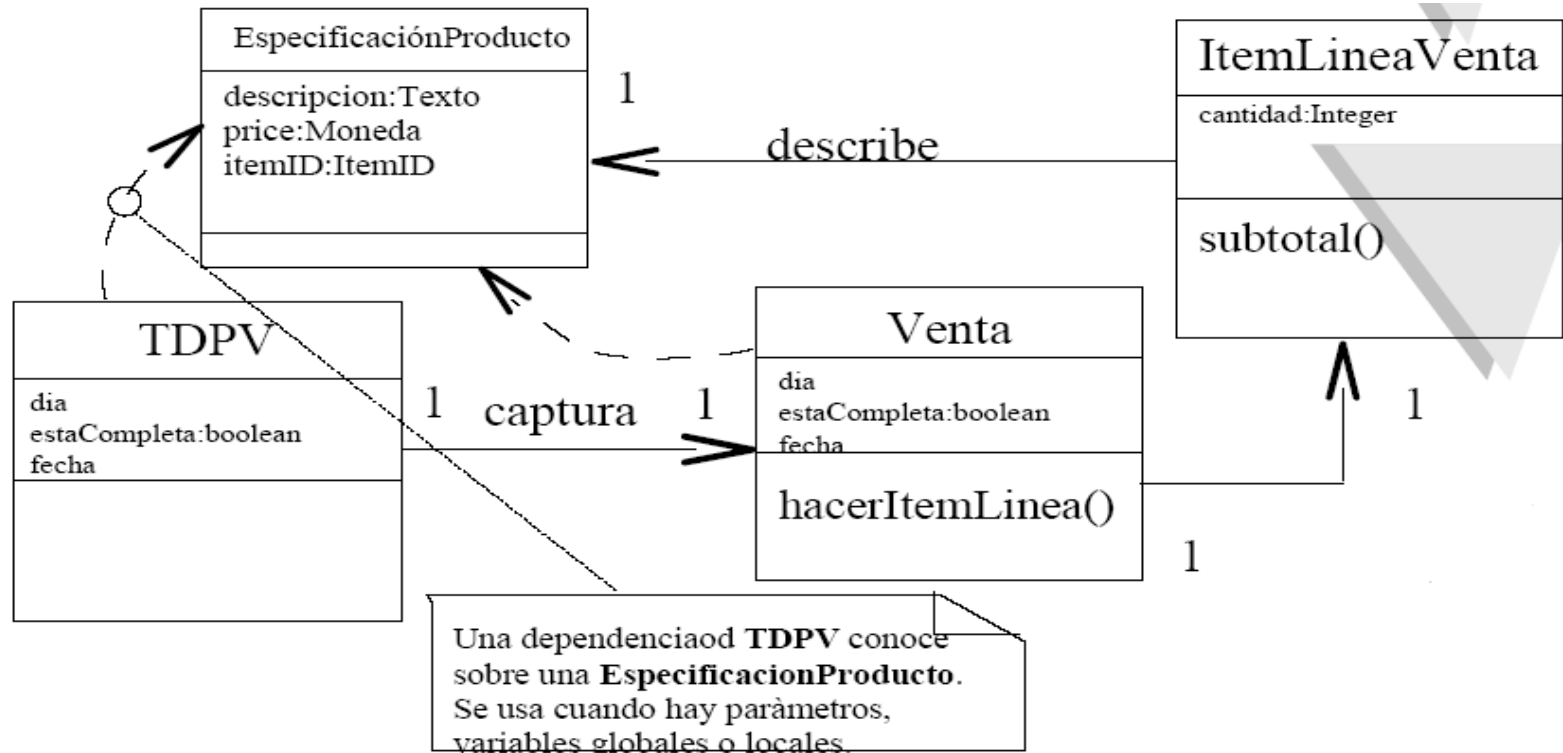 EspecificaciónProducto
descripcion:Texto
price:Moneda
itemID:ItemID
1
describe
ItemLineaVenta
cantidad:Integer
subtotal()
TDPV
dia
estaCompleta:boolean
fecha
1
captura
1
Venta
dia
estaCompleta:boolean
fecha
hacerItemLinea()
1
1
Una dependenciaod TDPV conoce
sobre una EspecificacionProducto.
Se usa cuando hay paràmetros,
variables globales o locales.